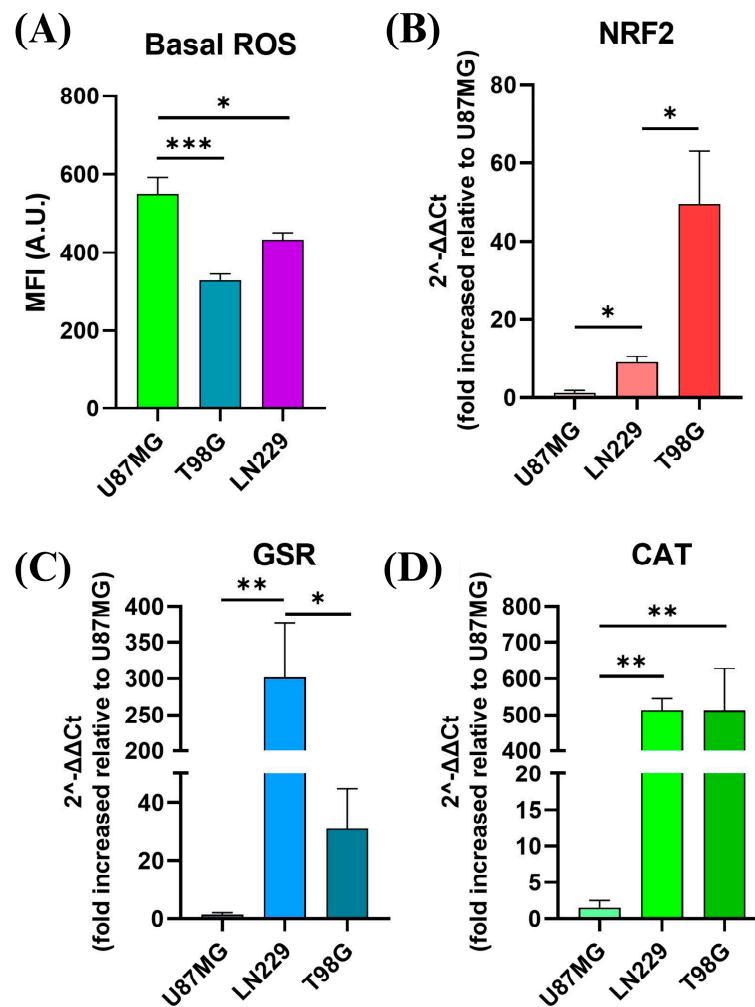 (A)
Basal ROS
MFI (A.U.)
800
600
400
200
0
*
***
U87MG
T98G
LN229
(B)
NRF2
2^-ΔΔCt
(fold increased relative to U87MG)
80
60
40
20
0
*
*
U87MG
LN229
T98G
(C)
GSR
2^-ΔΔCt
(fold increased relative to U87MG)
400
350
300
250
200
40
20
0
**
*
U87MG
LN229
T98G
(D)
CAT
2^-ΔΔCt
(fold increased relative to U87MG)
800
700
600
500
400
20
15
10
5
0
**
**
U87MG
LN229
T98G